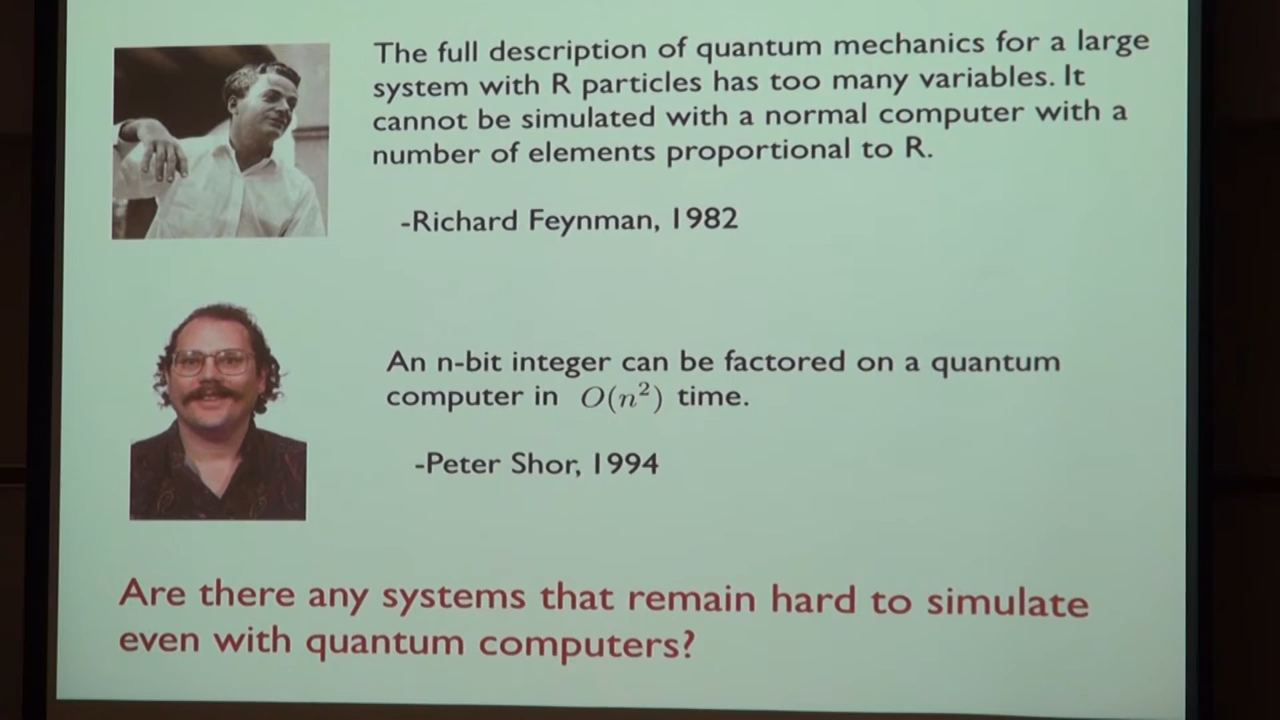 The full description of quantum mechanics for a large
system with R particles has too many variables. It
cannot be simulated with a normal computer with a
number of elements proportional to R.
-Richard Feynman, 1982
An n-bit integer can be factored on a quantum
computer in O(n²) time.
-Peter Shor, 1994
Are there any systems that remain hard to simulate
even with quantum computers?